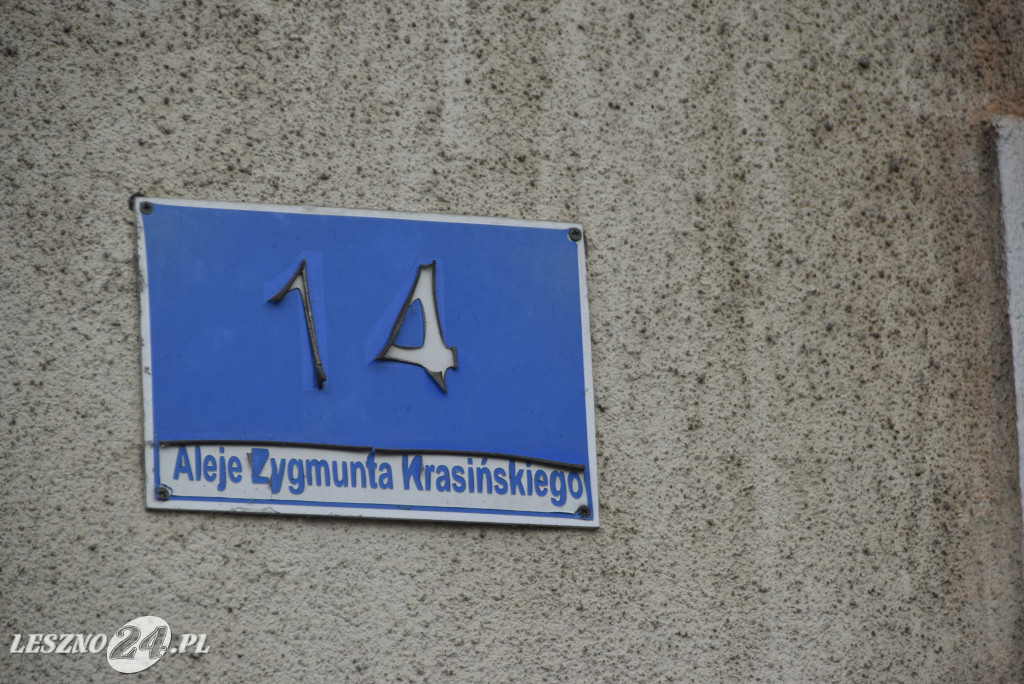 14
Aleje Zygmunta Krasińskiego
LESZNO24.PL